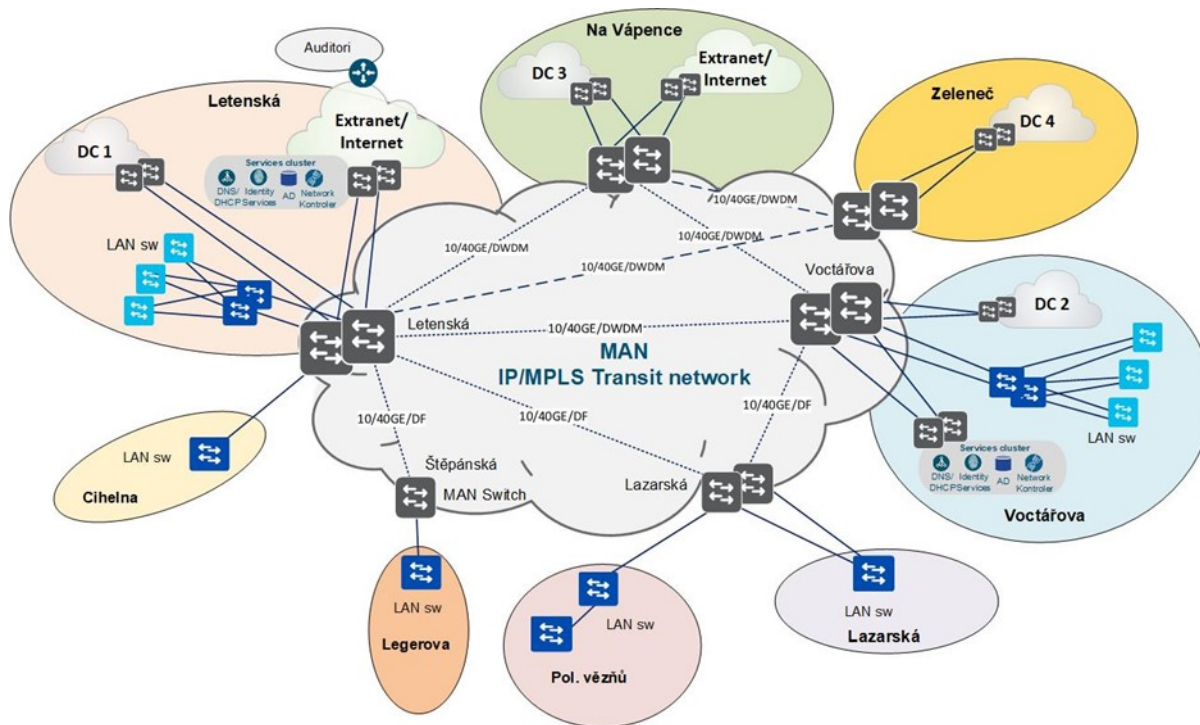 Auditori
Letenská
Extranet/
Internet
DC 1
Services cluster
DNS/
DHCP
Identity
Services
AD
Network
Kontroler
LAN sw
Na Vápence
DC 3
Extranet/
Internet
Zeleneč
DC 4
10/40GE/DWDM
10/40GE/DWDM
10/40GE/DWDM
10/40GE/DWDM
Voctářova
DC 2
Letenská
10/40GE/DWDM
MAN
IP/MPLS Transit network
10/40GE/DF
10/40GE/DF
10/40GE/DF
LAN sw
Services cluster
DNS/
DHCP
Identity
Services
AD
Network
Kontroler
Voctářova
LAN sw
Cihelna
Štěpánská
MAN Switch
Lazarská
LAN sw
Legerova
LAN sw
Pol. vězňů
LAN sw
Lazarská